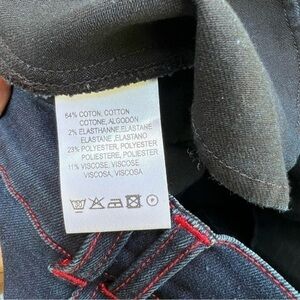 64% COTON, COTTON
COTONE, ALGODÓN
2% ELASTHANNE, ELASTANE
ELASTANE, ELASTANO
23% POLYESTER, POLYESTER
POLIESTERE, POLIESTER
11% VISCOSE, VISCOSE
VISCOSA, VISCOSA